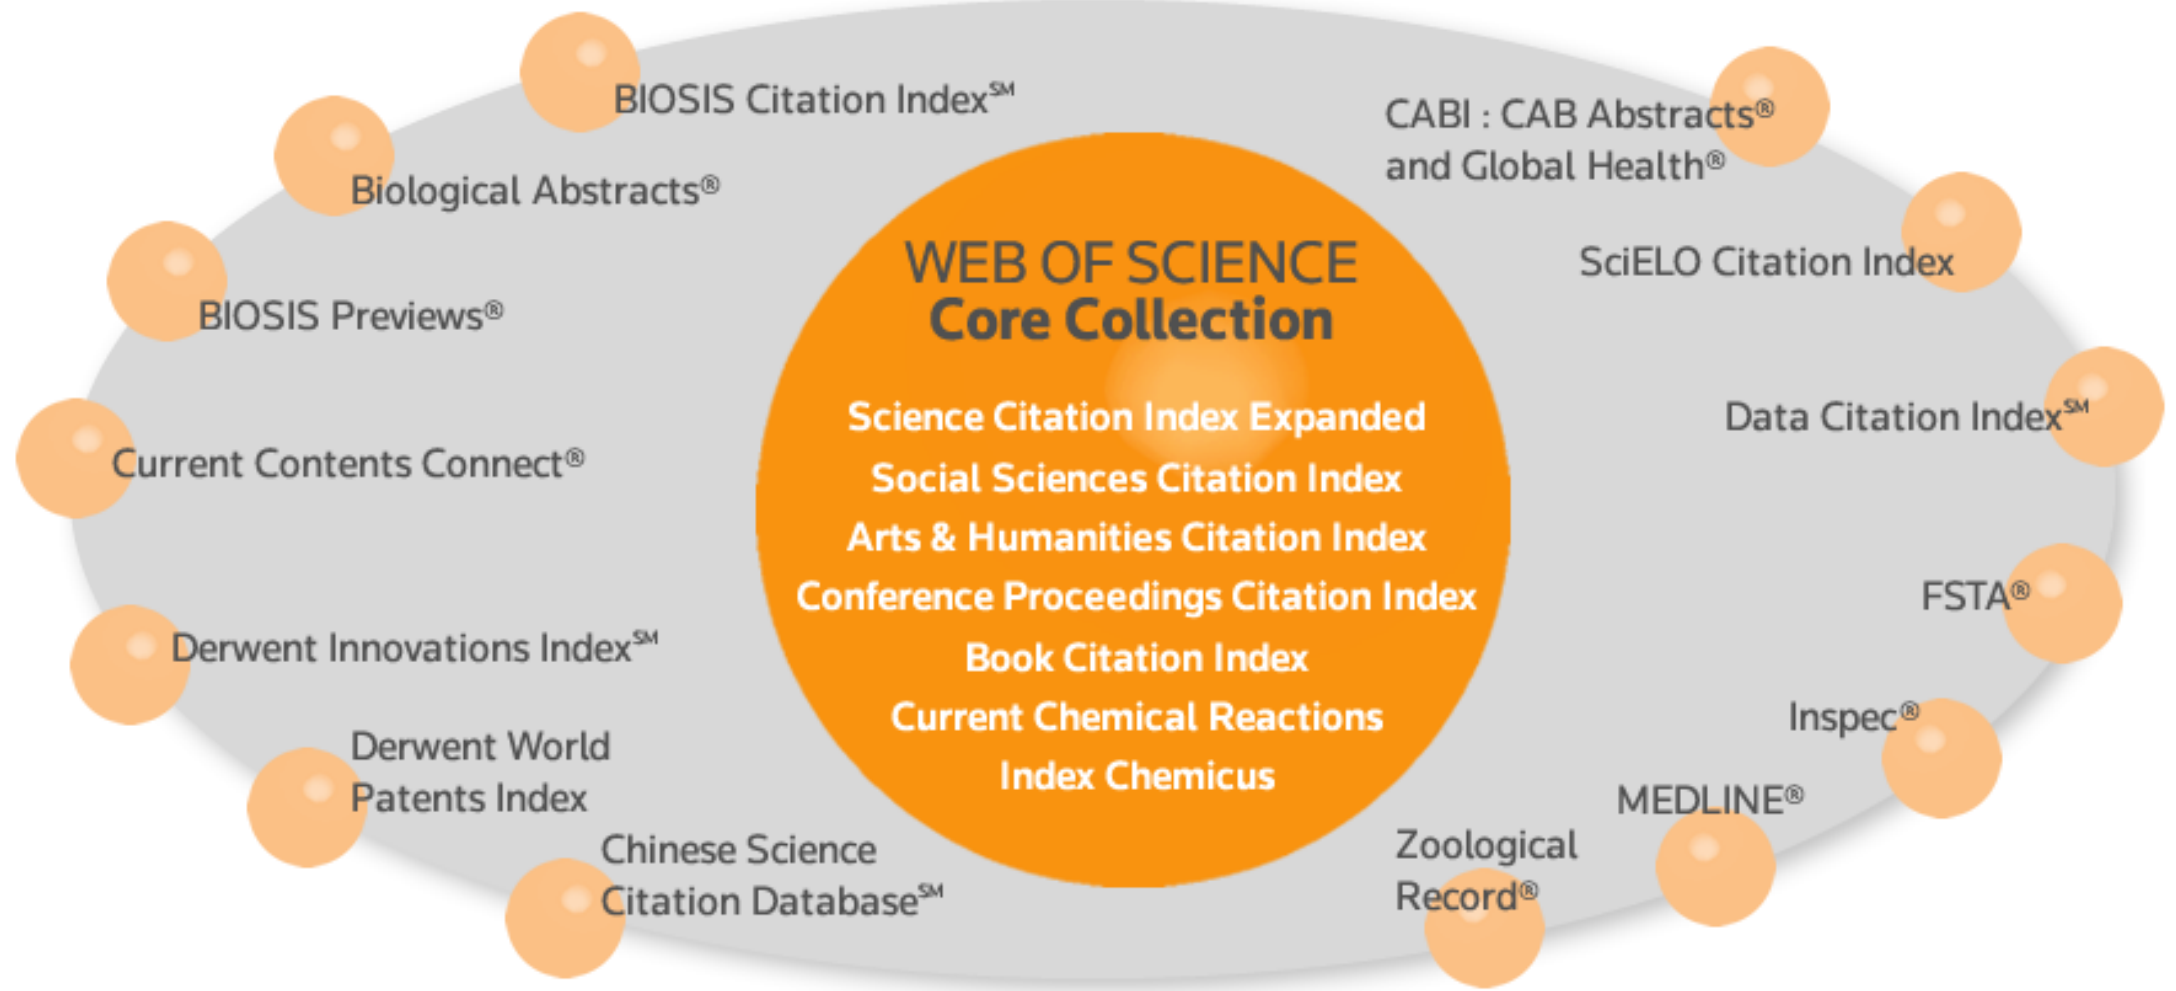 BIOSIS Citation Index℠
Biological Abstracts®
BIOSIS Previews®
Current Contents Connect®
Derwent Innovations Index℠
Derwent World
Patents Index
Chinese Science
Citation Database℠
WEB OF SCIENCE
Core Collection
Science Citation Index Expanded
Social Sciences Citation Index
Arts & Humanities Citation Index
Conference Proceedings Citation Index
Book Citation Index
Current Chemical Reactions
Index Chemicus
CABI : CAB Abstracts®
and Global Health®
SciELO Citation Index
Data Citation Index℠
FSTA®
Inspec®
MEDLINE®
Zoological
Record®